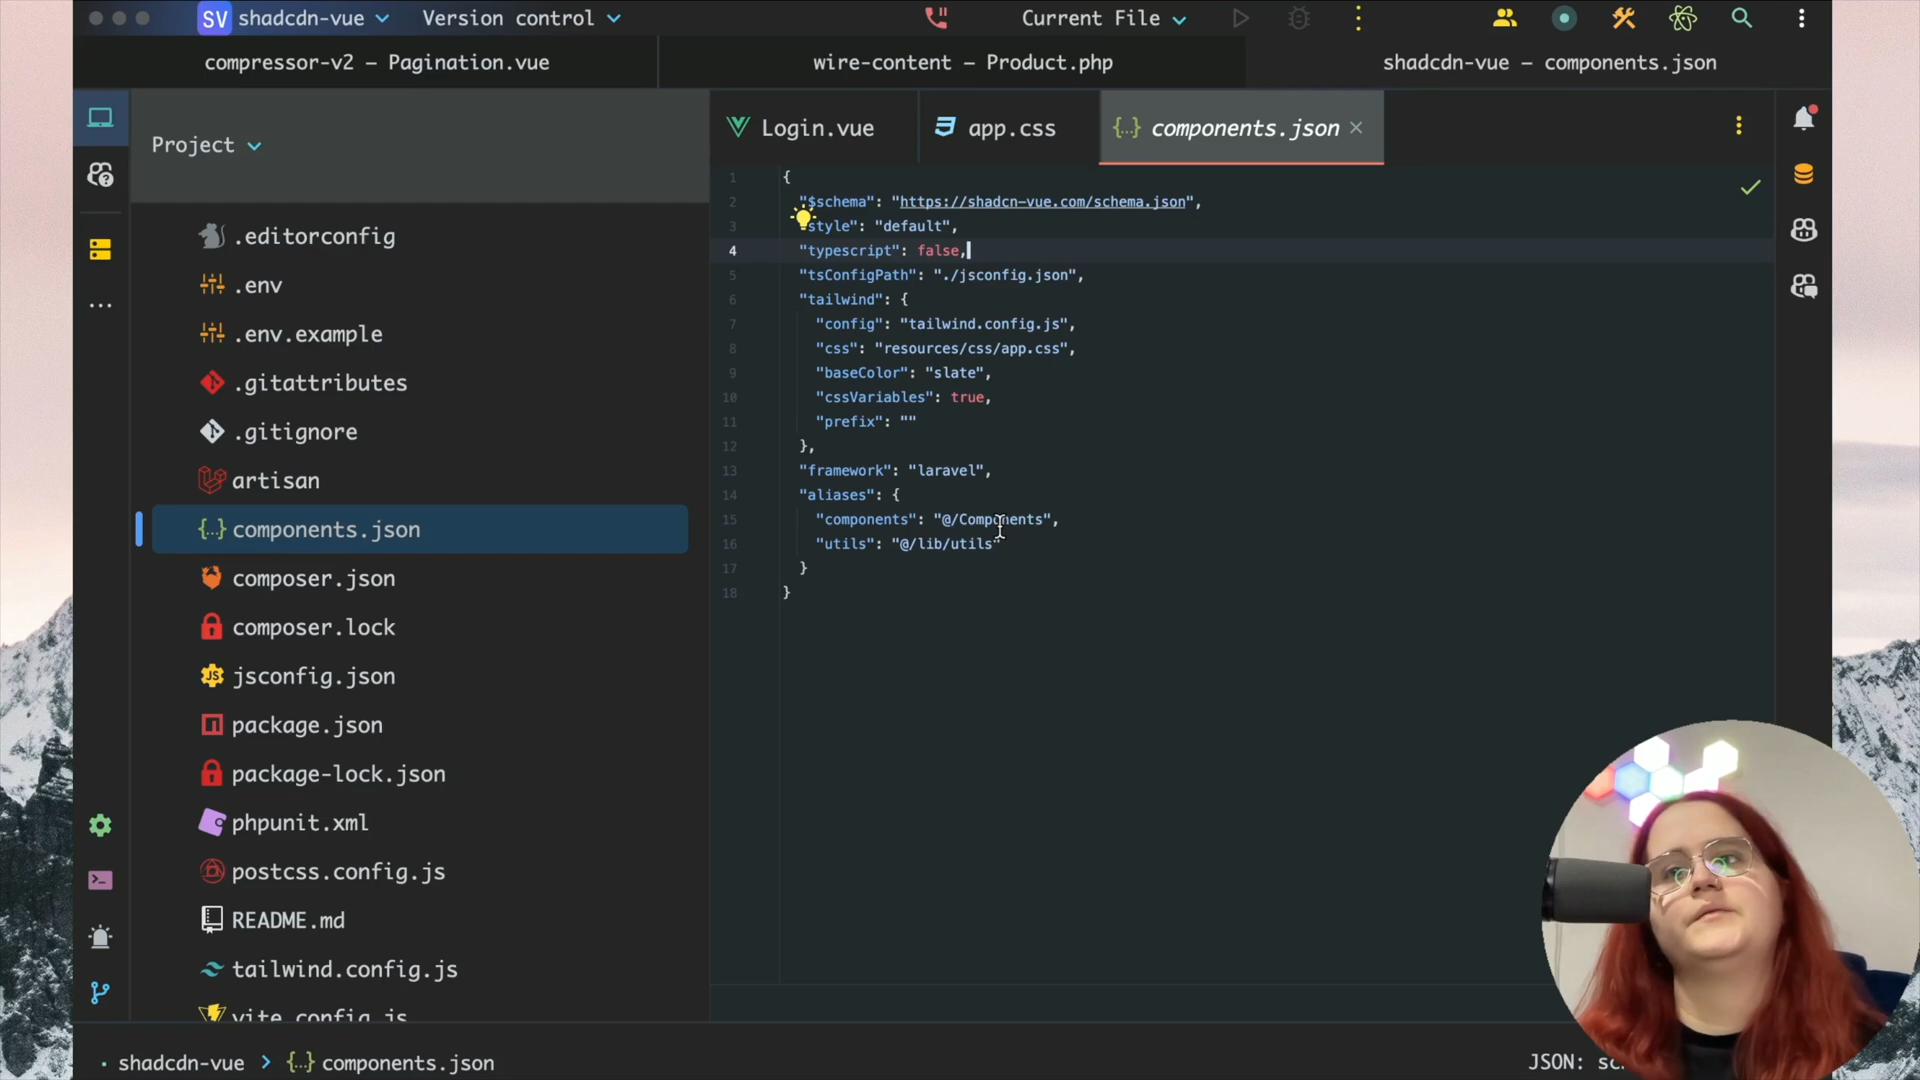 SV shadcdn-vue Version control Current File
compressor-v2 – Pagination.vue
wire-content – Product.php
shadcdn-vue – components.json
Project
Login.vue
app.css
{...} components.json
.editorconfig
.env
.env.example
.gitattributes
.gitignore
artisan
{...} components.json
composer.json
composer.lock
JS jsconfig.json
package.json
package-lock.json
phpunit.xml
postcss.config.js
README.md
tailwind.config.js
vite.config.js
1 {
2 "$schema": "https://shadcn-vue.com/schema.json",
3 style": "default",
4 "typescript": false,
5 "tsConfigPath": "./jsconfig.json",
6 "tailwind": {
7 "config": "tailwind.config.js",
8 "css": "resources/css/app.css",
9 "baseColor": "slate",
10 "cssVariables": true,
11 "prefix": ""
12 },
13 "framework": "laravel",
14 "aliases": {
15 "components": "@/Components",
16 "utils": "@/lib/utils"
17 }
18 }
shadcdn-vue > {...} components.json
JSON: